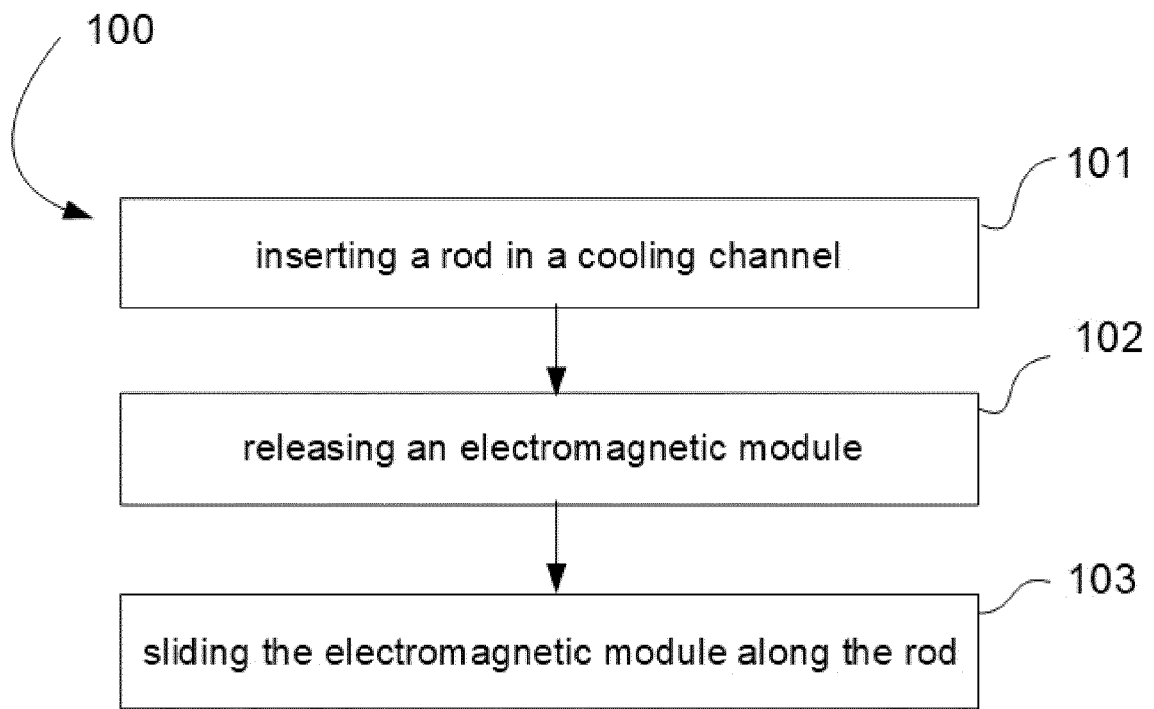 100
101
inserting a rod in a cooling channel
102
releasing an electromagnetic module
103
sliding the electromagnetic module along the rod